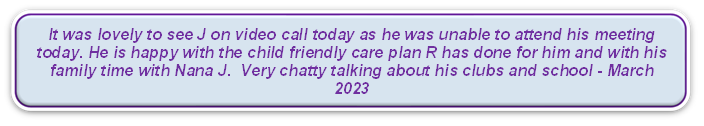 It was lovely to see J on video call today as he was unable to attend his meeting
today. He is happy with the child friendly care plan R has done for him and with his
family time with Nana J.  Very chatty talking about his clubs and school - March
2023